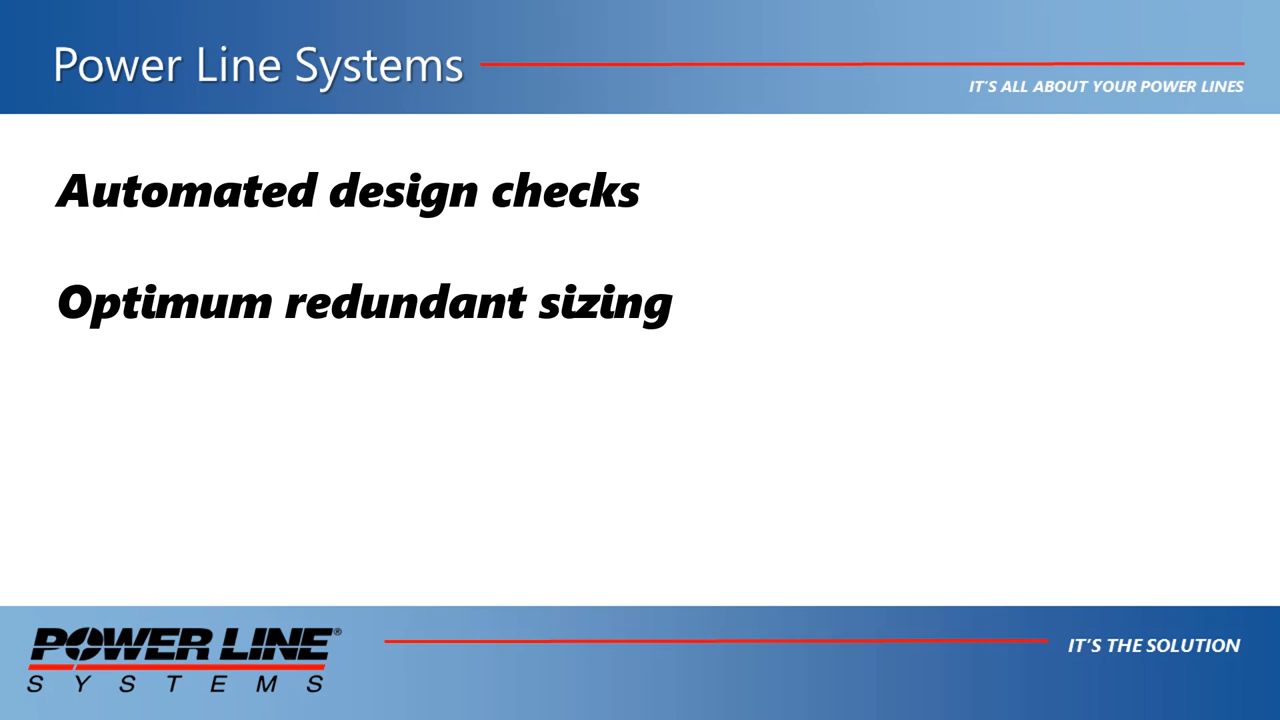 Power Line Systems
IT'S ALL ABOUT YOUR POWER LINES
Automated design checks
Optimum redundant sizing
POWER LINE®
SYSTEMS
IT'S THE SOLUTION